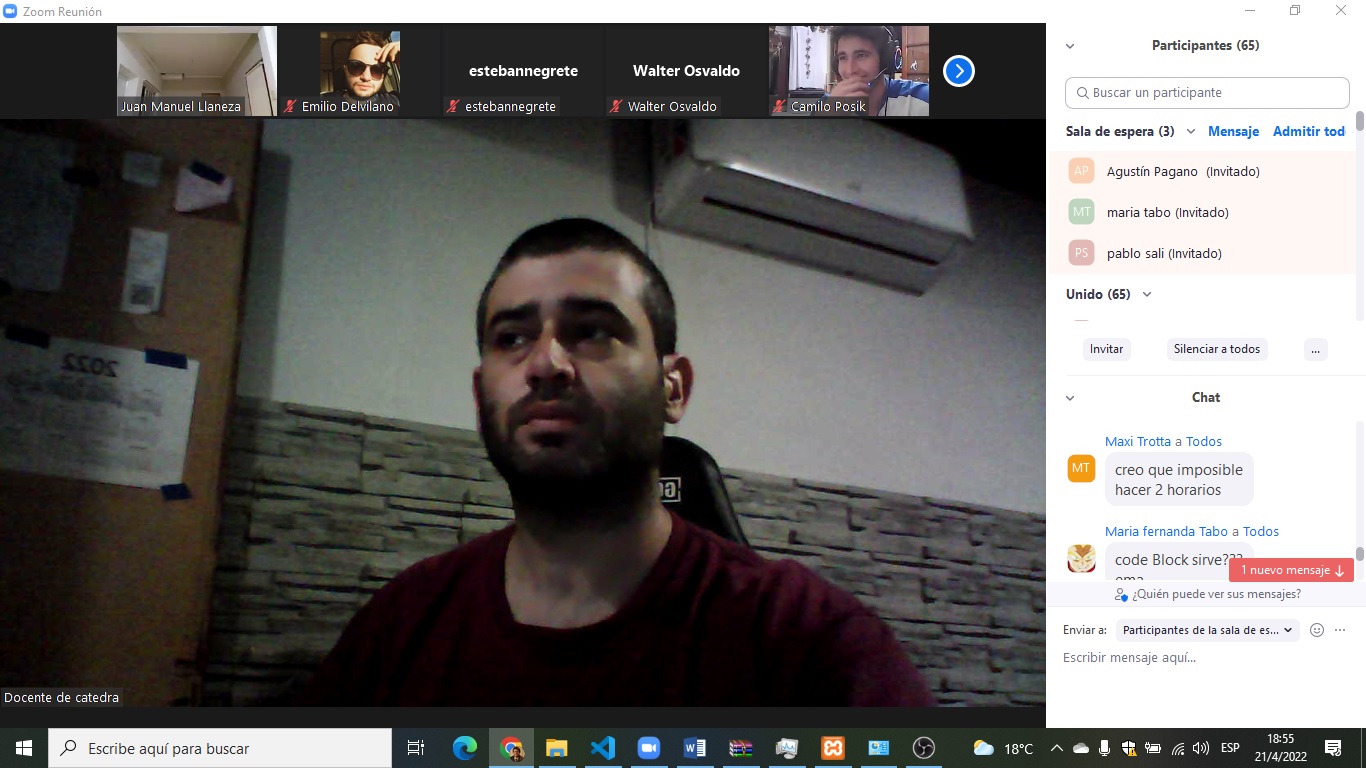 Zoom Reunión
Juan Manuel Llaneza
Emilio Delvilano
estebannegrete
estebannegrete
Walter Osvaldo
Walter Osvaldo
Camilo Posik
2022
Docente de catedra
Participantes (65)
Buscar un participante
Sala de espera (3)
Mensaje
Admitir tod
AP
Agustín Pagano (Invitado)
MT
maria tabo (Invitado)
PS
pablo sali (Invitado)
Unido (65)
Invitar
Silenciar a todos
...
Chat
Maxi Trotta a Todos
MT
creo que imposible
hacer 2 horarios
Maria fernanda Tabo a Todos
code Block sirve???
1 nuevo mensaje
¿Quién puede ver sus mensajes?
Enviar a:
Participantes de la sala de es...
Escribir mensaje aquí...
Escribe aquí para buscar
18°C
ESP
18:55
21/4/2022